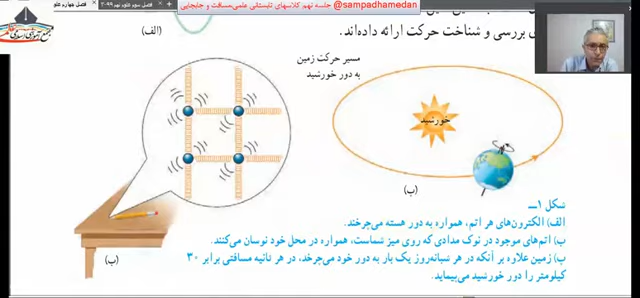 جلسه نهم کلاسهای تابستانی علمی-مسافت و جابجایی @sampadhamedan
ی بررسی و شناخت حرکت ارائه داده‌اند.
(الف)
مسیر حرکت زمین
به دور خورشید
خورشید
(ب)
(ب)
شکل ۱ــ
الف) الکترون‌های هر اتم، همواره به دور هسته می‌چرخند.
ب) اتم‌های موجود در نوک مدادی که روی میز شماست، همواره در محل خود نوسان می‌کنند.
پ) زمین علاوه بر آنکه در هر شبانه‌روز یک بار به دور خود می‌چرخد، در هر ثانیه مسافتی برابر ۳۰
کیلومتر را دور خورشید می‌پیماید.